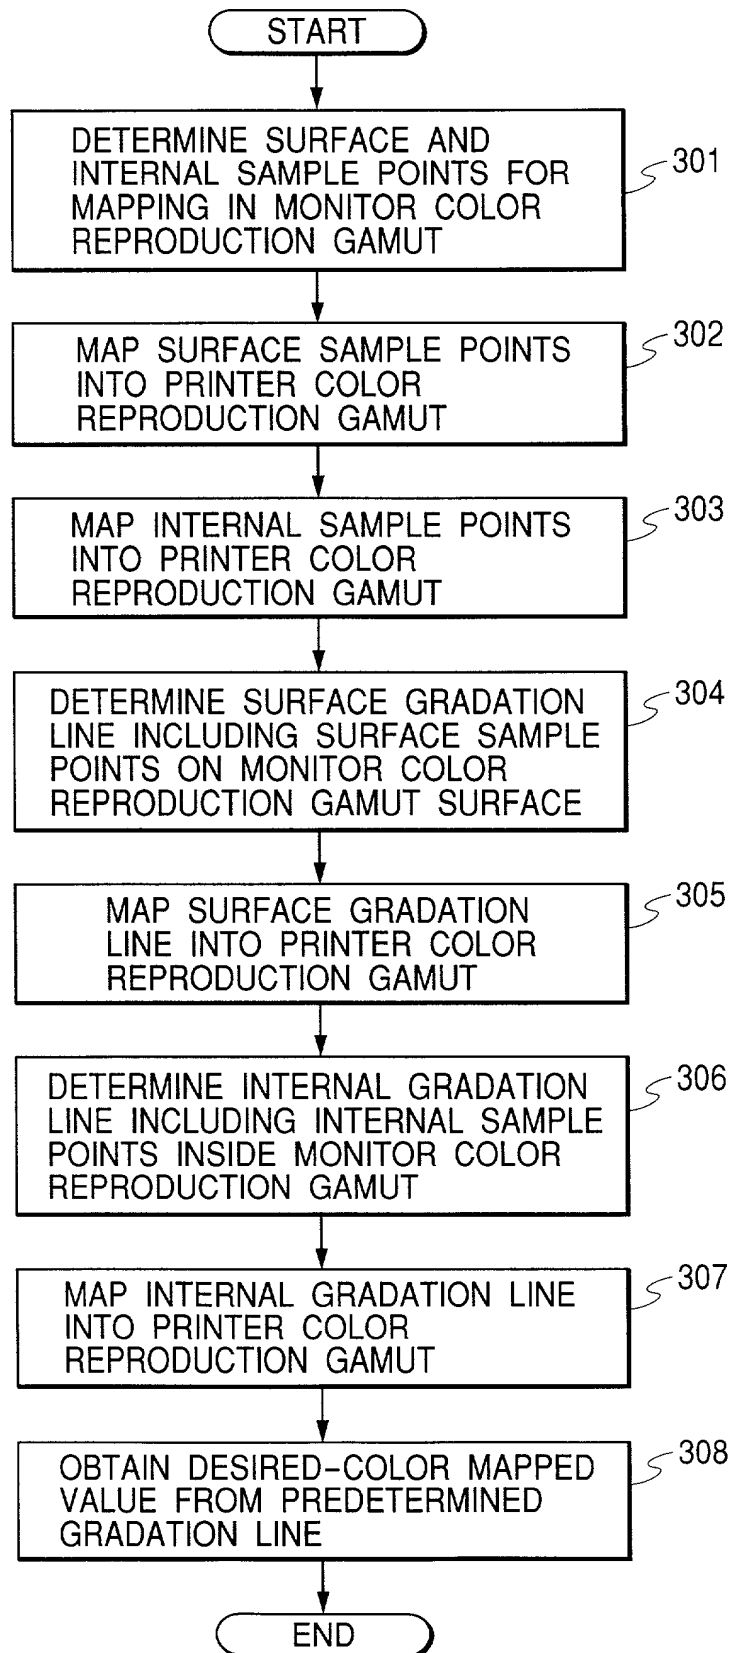 START
DETERMINE SURFACE AND
INTERNAL SAMPLE POINTS FOR
MAPPING IN MONITOR COLOR
REPRODUCTION GAMUT
301
MAP SURFACE SAMPLE POINTS
INTO PRINTER COLOR
REPRODUCTION GAMUT
302
MAP INTERNAL SAMPLE POINTS
INTO PRINTER COLOR
REPRODUCTION GAMUT
303
DETERMINE SURFACE GRADATION
LINE INCLUDING SURFACE SAMPLE
POINTS ON MONITOR COLOR
REPRODUCTION GAMUT SURFACE
304
MAP SURFACE GRADATION
LINE INTO PRINTER COLOR
REPRODUCTION GAMUT
305
DETERMINE INTERNAL GRADATION
LINE INCLUDING INTERNAL SAMPLE
POINTS INSIDE MONITOR COLOR
REPRODUCTION GAMUT
306
MAP INTERNAL GRADATION LINE
INTO PRINTER COLOR
REPRODUCTION GAMUT
307
OBTAIN DESIRED-COLOR MAPPED
VALUE FROM PREDETERMINED
GRADATION LINE
308
END